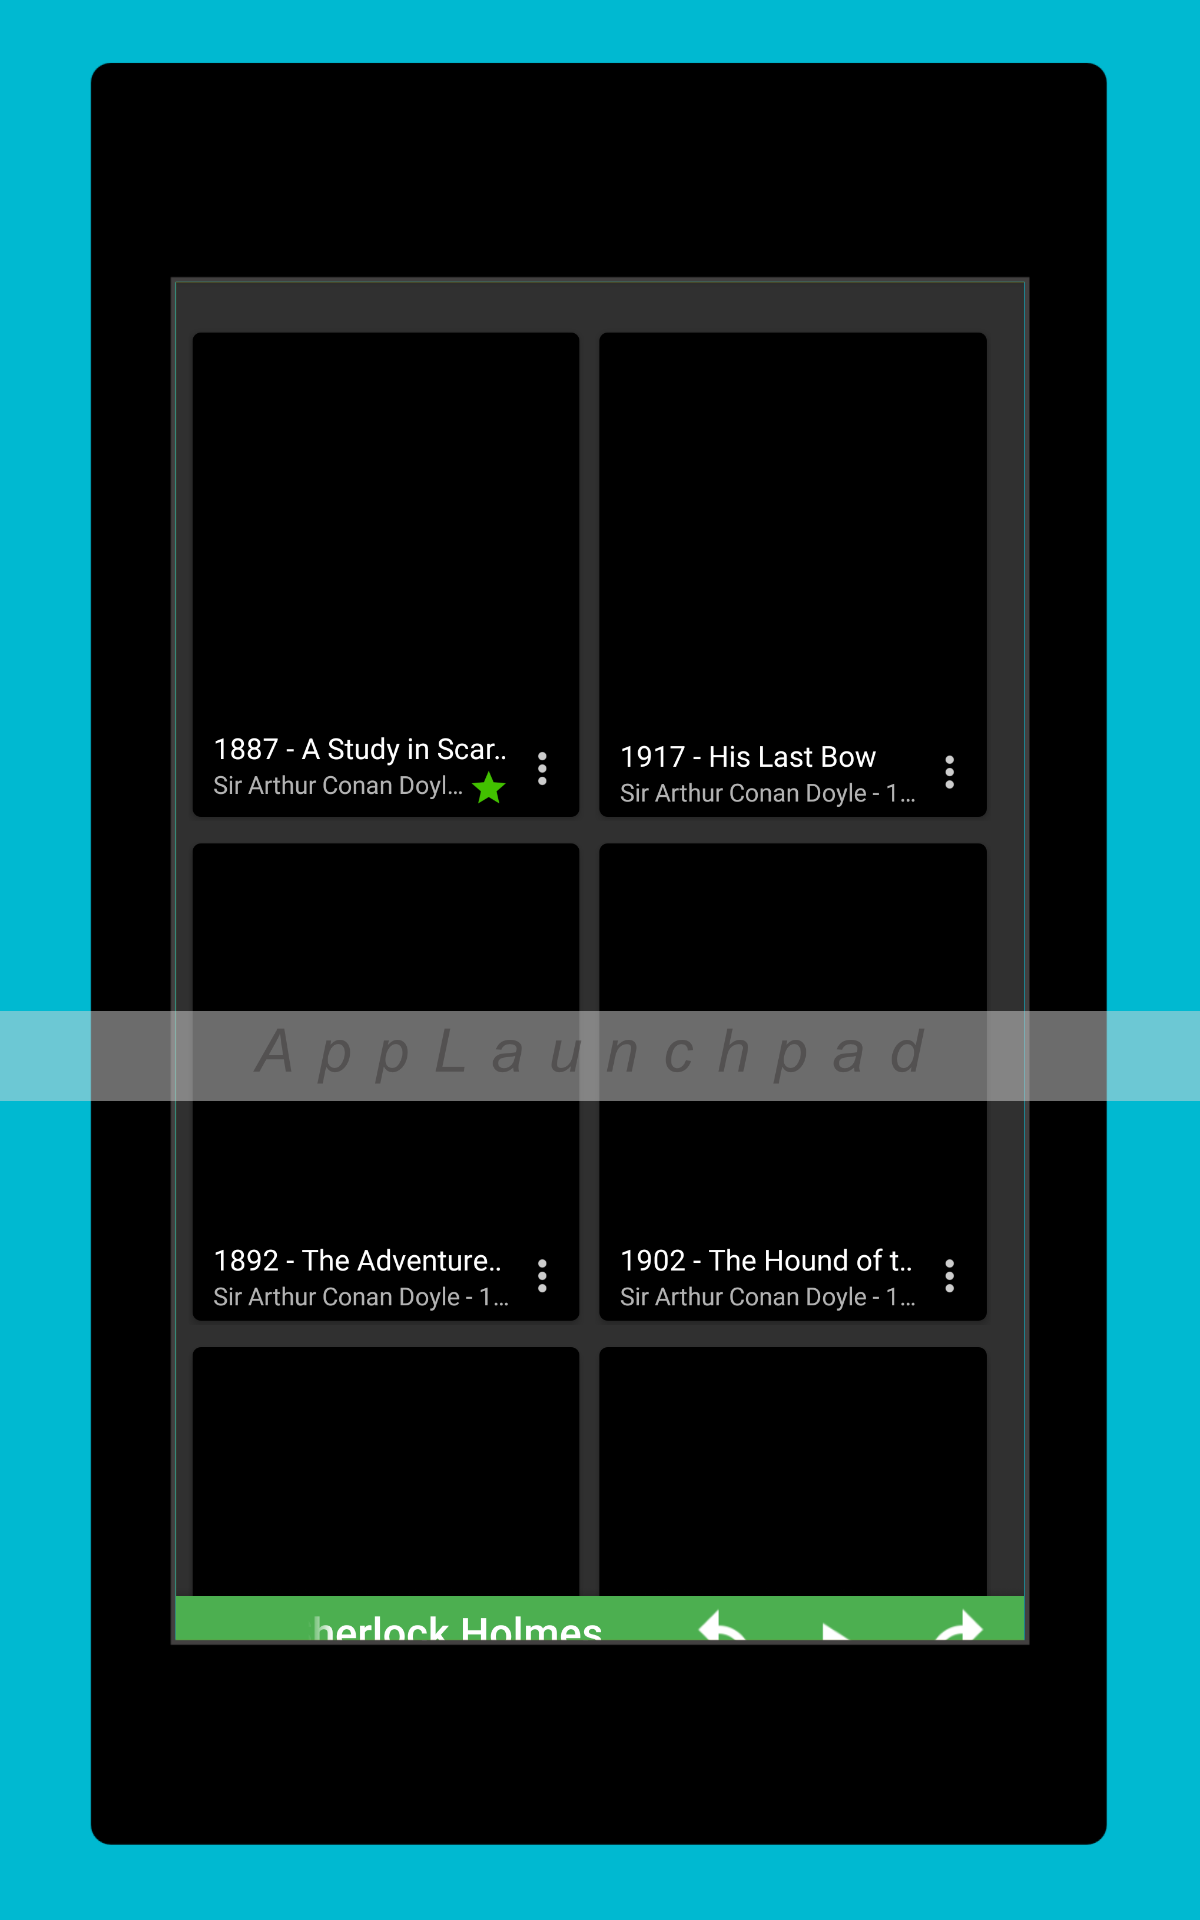 1887 - A Study in Scar..
Sir Arthur Conan Doyl...
1917 - His Last Bow
Sir Arthur Conan Doyle - 1...
AppLaunchpad
1892 - The Adventure..
Sir Arthur Conan Doyle - 1...
1902 - The Hound of t..
Sir Arthur Conan Doyle - 1...
herlock Holmes